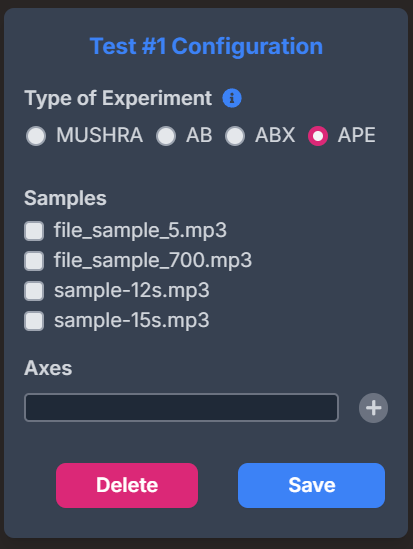 Test #1 Configuration
Type of Experiment i
MUSHRA AB ABX APE
Samples
file_sample_5.mp3
file_sample_700.mp3
sample-12s.mp3
sample-15s.mp3
Axes
Delete Save